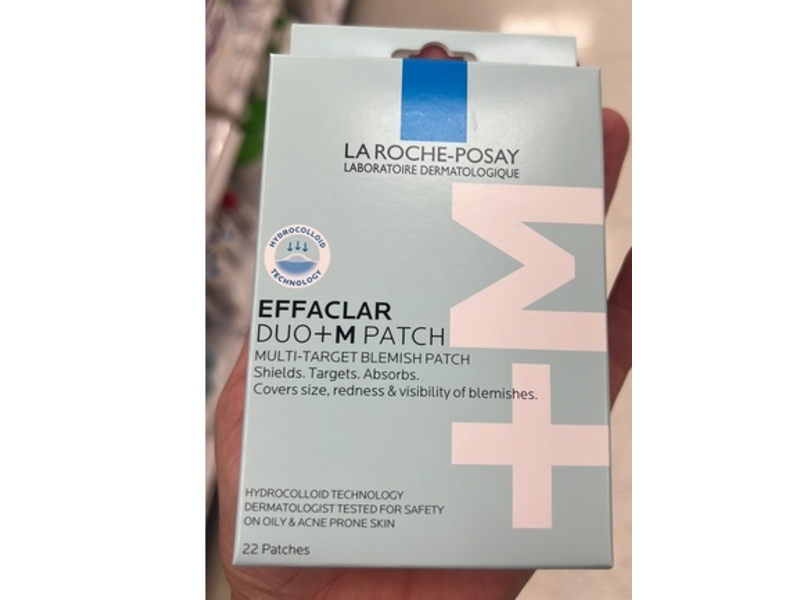 LA ROCHE-POSAY
LABORATOIRE DERMATOLOGIQUE
+M
HYDROCOLLOID
TECHNOLOGY
EFFACLAR
DUO+M PATCH
MULTI-TARGET BLEMISH PATCH
Shields. Targets. Absorbs.
Covers size, redness & visibility of blemishes.
HYDROCOLLOID TECHNOLOGY
DERMATOLOGIST TESTED FOR SAFETY
ON OILY & ACNE PRONE SKIN
22 Patches